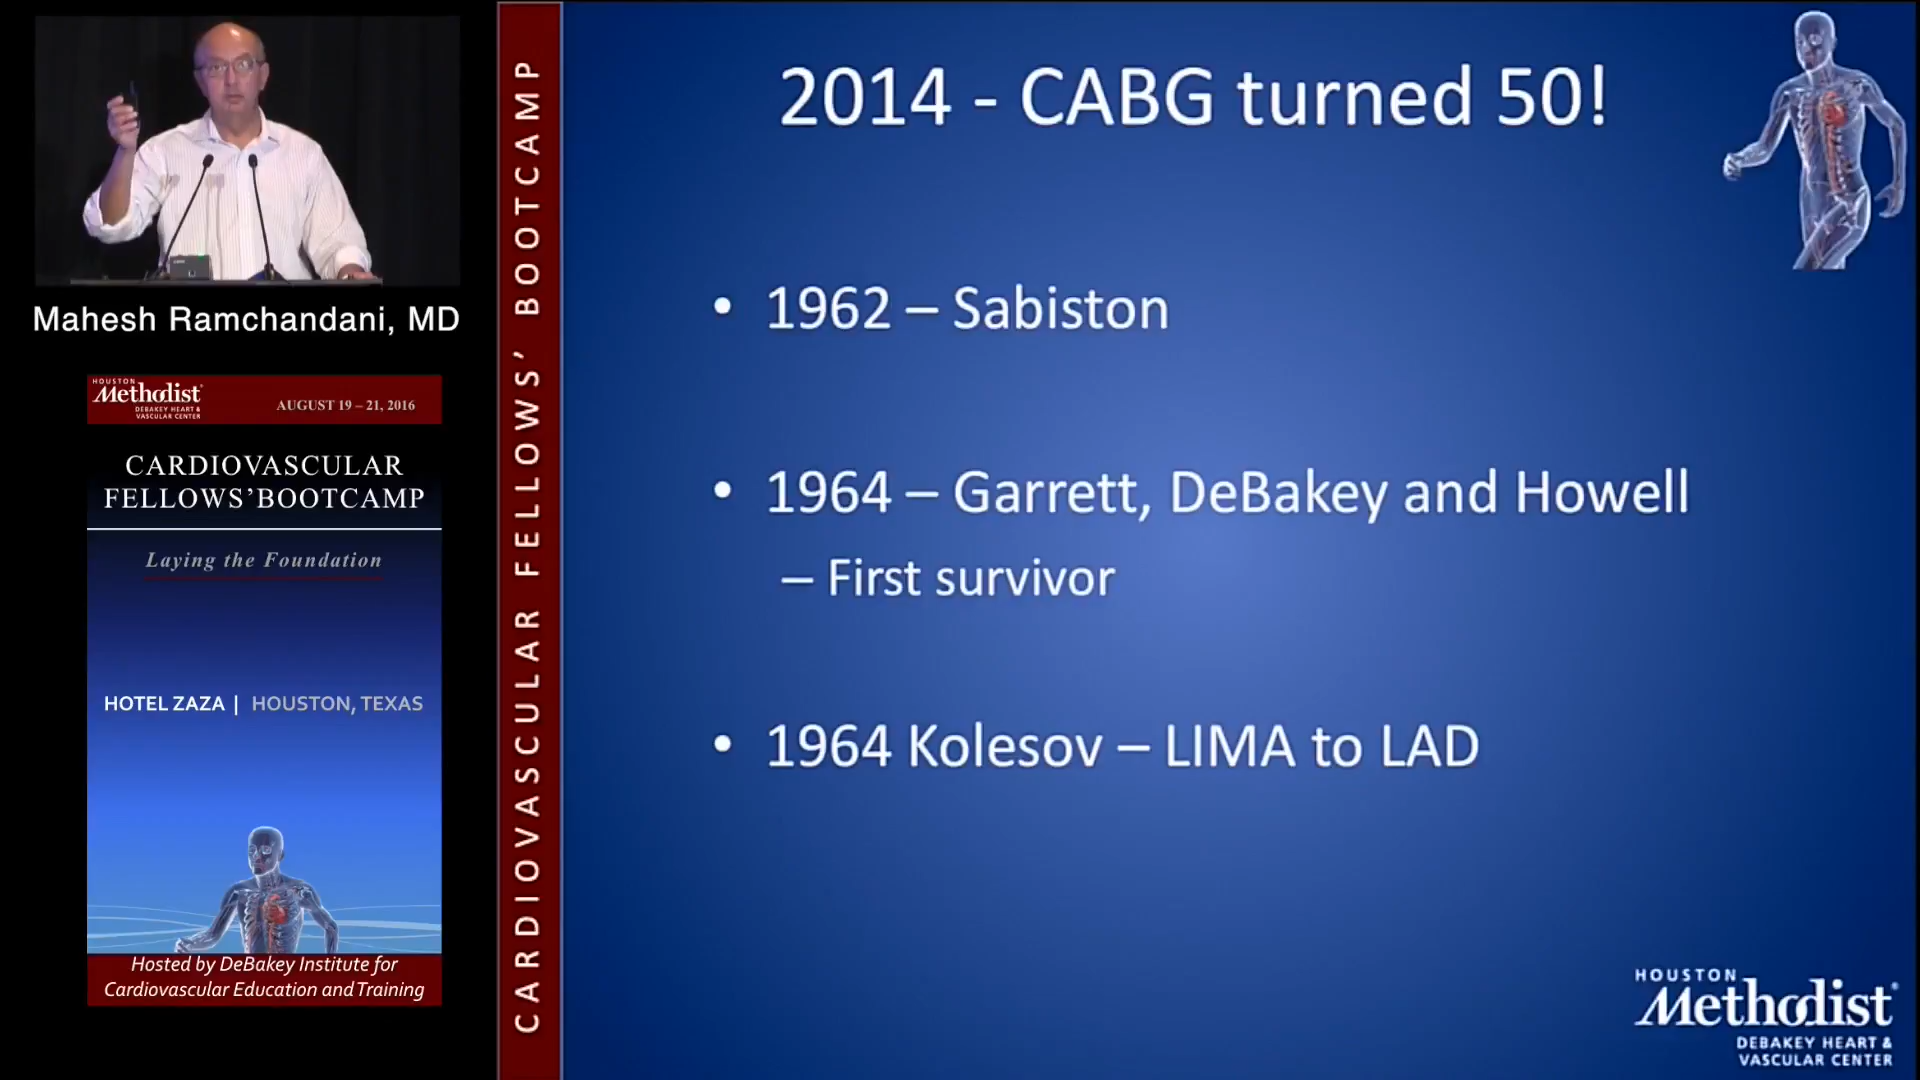 Mahesh Ramchandani, MD
HOUSTON
Methodist
DEBAKEY HEART &
VASCULAR CENTER
AUGUST 19 – 21, 2016
CARDIOVASCULAR
FELLOWS’BOOTCAMP
Laying the Foundation
HOTEL ZAZA | HOUSTON, TEXAS
Hosted by DeBakey Institute for
Cardiovascular Education and Training
CARDIOVASCULAR FELLOWS’ BOOTCAMP
2014 - CABG turned 50!
• 1962 – Sabiston
• 1964 – Garrett, DeBakey and Howell
– First survivor
• 1964 Kolesov – LIMA to LAD
HOUSTON
Methodist
DEBAKEY HEART &
VASCULAR CENTER